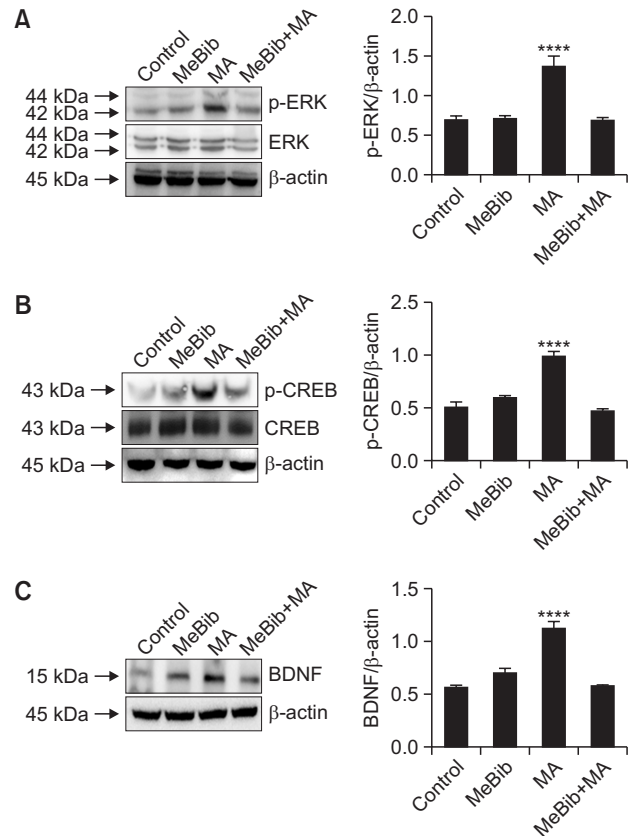 A
Control
MeBib
MA
MeBib+MA
44 kDa
42 kDa
p-ERK
44 kDa
42 kDa
ERK
45 kDa
β-actin
p-ERK/β-actin
2.0
1.5
1.0
0.5
0.0
****
Control
MeBib
MA
MeBib+MA
B
Control
MeBib
MA
MeBib+MA
43 kDa
p-CREB
43 kDa
CREB
45 kDa
β-actin
p-CREB/β-actin
2.5
1.0
0.5
2.0
****
Control
MeBib
MA
MeBib+MA
C
Control
MeBib
MA
MeBib+MA
15 kDa
BDNF
45 kDa
β-actin
BDNF/β-actin
1.5
1.0
0.5
0.0
****
Control
MeBib
MA
MeBib+MA